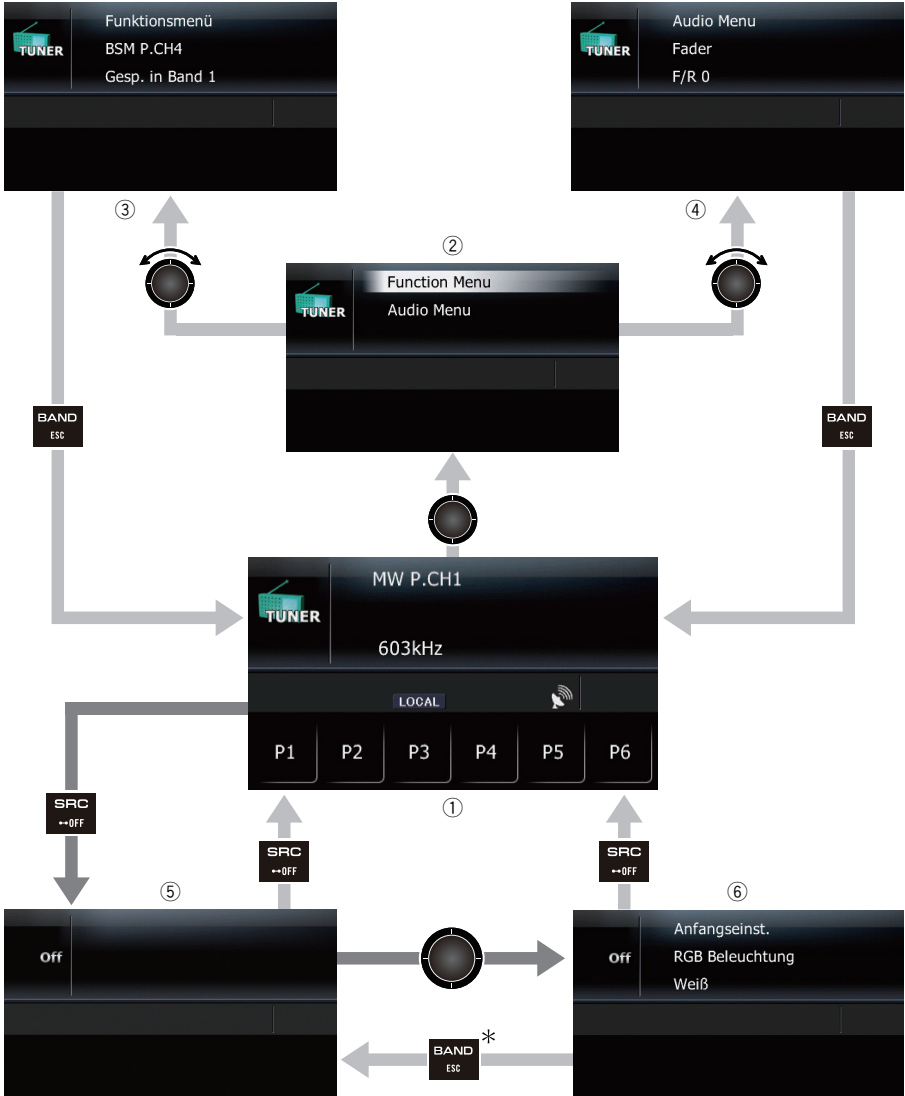 Funktionsmenü
TUNER
BSM P.CH4
Gesp. in Band 1
Audio Menu
TUNER
Fader
F/R 0
③
④
②
Function Menu
TUNER
Audio Menu
BAND
ESC
BAND
ESC
MW P.CH1
TUNER
603kHz
LOCAL
P1 P2 P3 P4 P5 P6
①
SRC
OFF
SRC
OFF
SRC
OFF
⑤
⑥
Off
Anfangseinst.
Off
RGB Beleuchtung
Weiß
BAND *
ESC